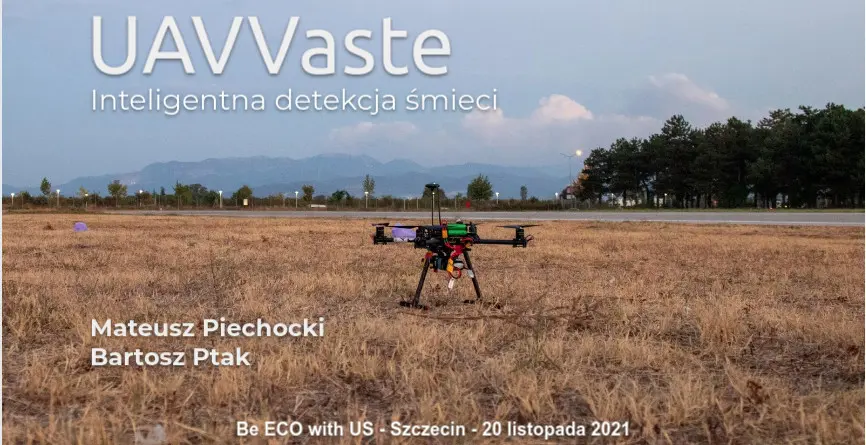 UAVVaste
Inteligentna detekcja śmieci
Mateusz Piechocki
Bartosz Ptak
Be ECO with US - Szczecin - 20 listopada 2021